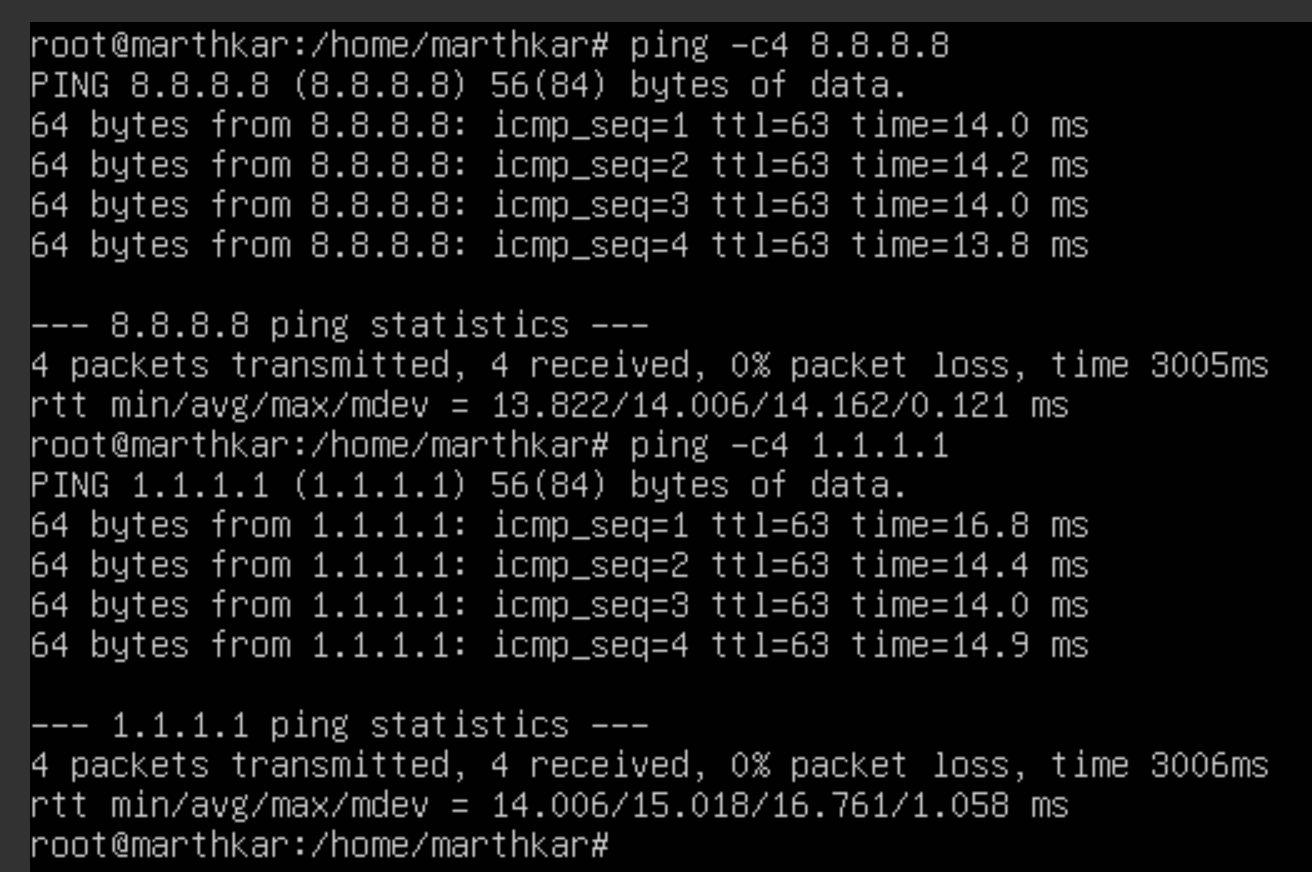 root@marthkar:/home/marthkar# ping -c4 8.8.8.8
PING 8.8.8.8 (8.8.8.8) 56(84) bytes of data.
64 bytes from 8.8.8.8: icmp_seq=1 ttl=63 time=14.0 ms
64 bytes from 8.8.8.8: icmp_seq=2 ttl=63 time=14.2 ms
64 bytes from 8.8.8.8: icmp_seq=3 ttl=63 time=14.0 ms
64 bytes from 8.8.8.8: icmp_seq=4 ttl=63 time=13.8 ms

--- 8.8.8.8 ping statistics ---
4 packets transmitted, 4 received, 0% packet loss, time 3005ms
rtt min/avg/max/mdev = 13.822/14.006/14.162/0.121 ms
root@marthkar:/home/marthkar# ping -c4 1.1.1.1
PING 1.1.1.1 (1.1.1.1) 56(84) bytes of data.
64 bytes from 1.1.1.1: icmp_seq=1 ttl=63 time=16.8 ms
64 bytes from 1.1.1.1: icmp_seq=2 ttl=63 time=14.4 ms
64 bytes from 1.1.1.1: icmp_seq=3 ttl=63 time=14.0 ms
64 bytes from 1.1.1.1: icmp_seq=4 ttl=63 time=14.9 ms

--- 1.1.1.1 ping statistics ---
4 packets transmitted, 4 received, 0% packet loss, time 3006ms
rtt min/avg/max/mdev = 14.006/15.018/16.761/1.058 ms
root@marthkar:/home/marthkar#